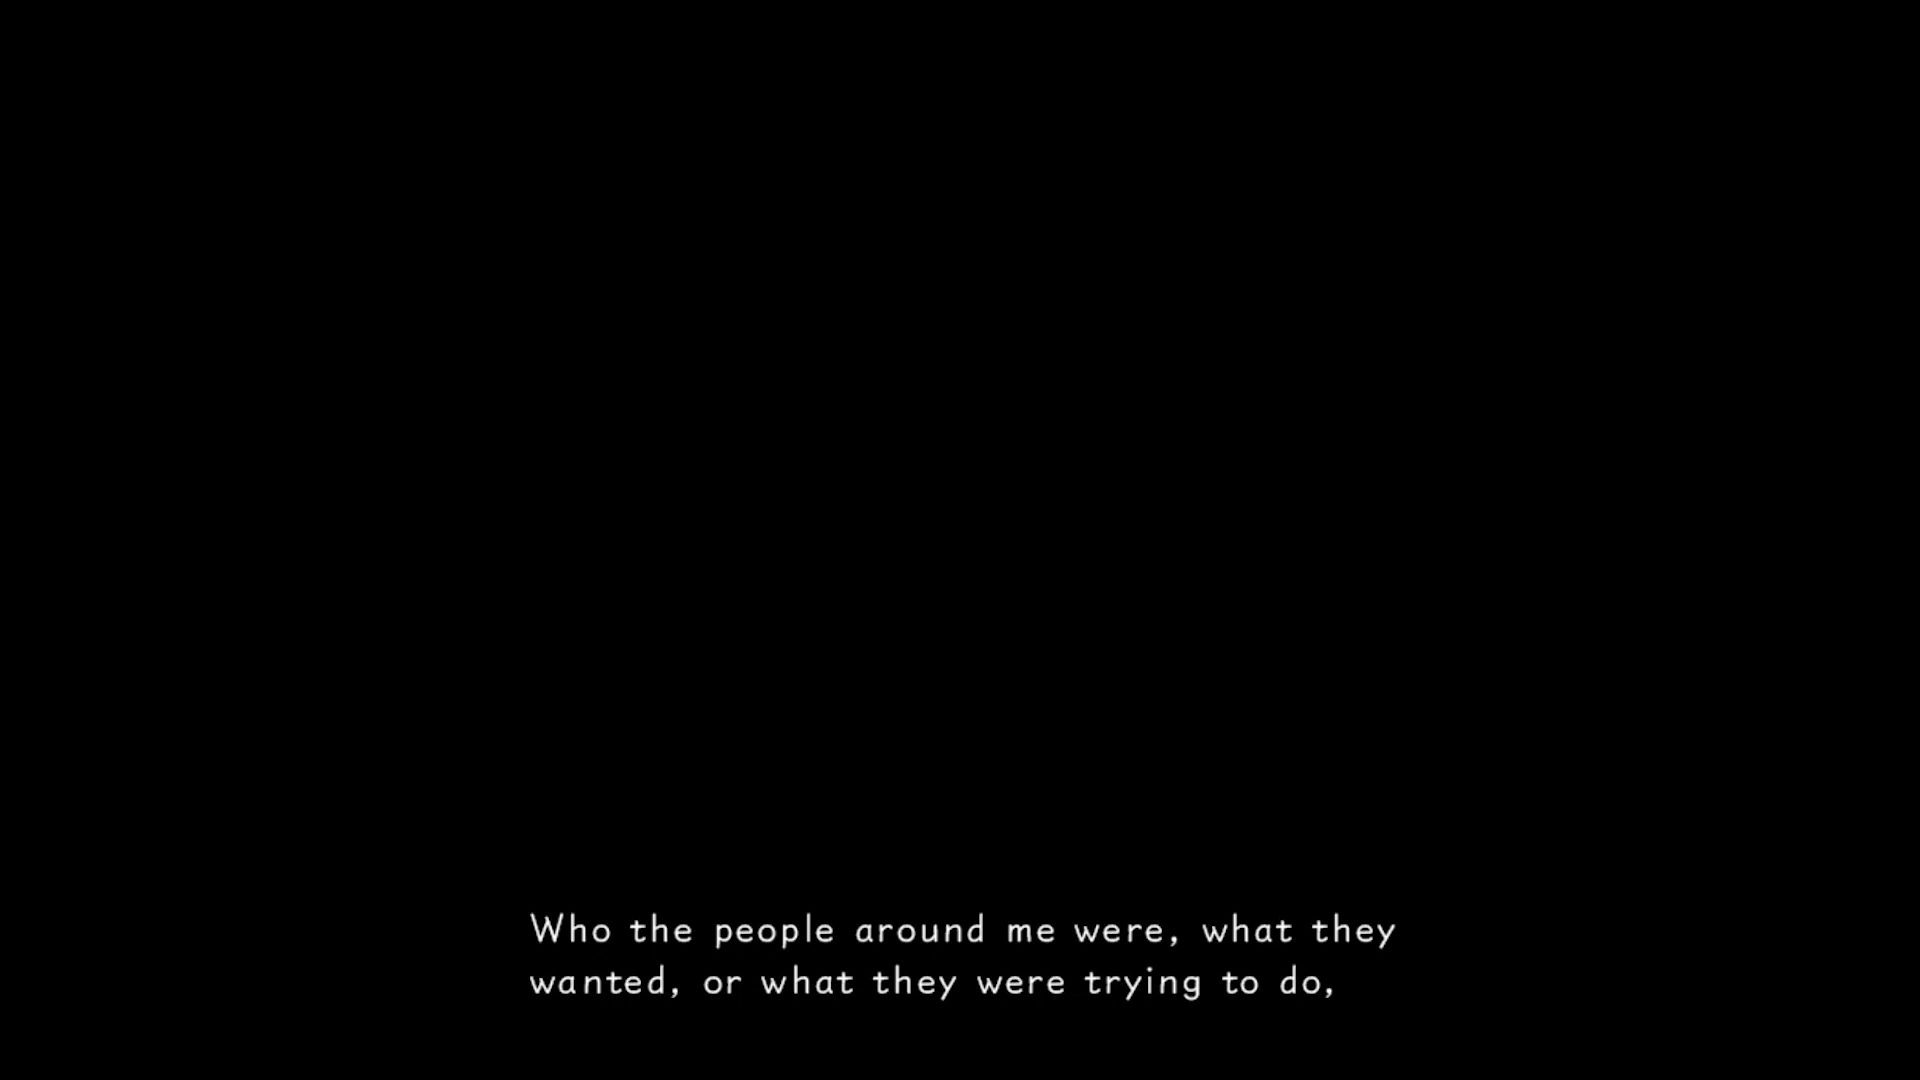 Who the people around me were, what they
wanted, or what they were trying to do,